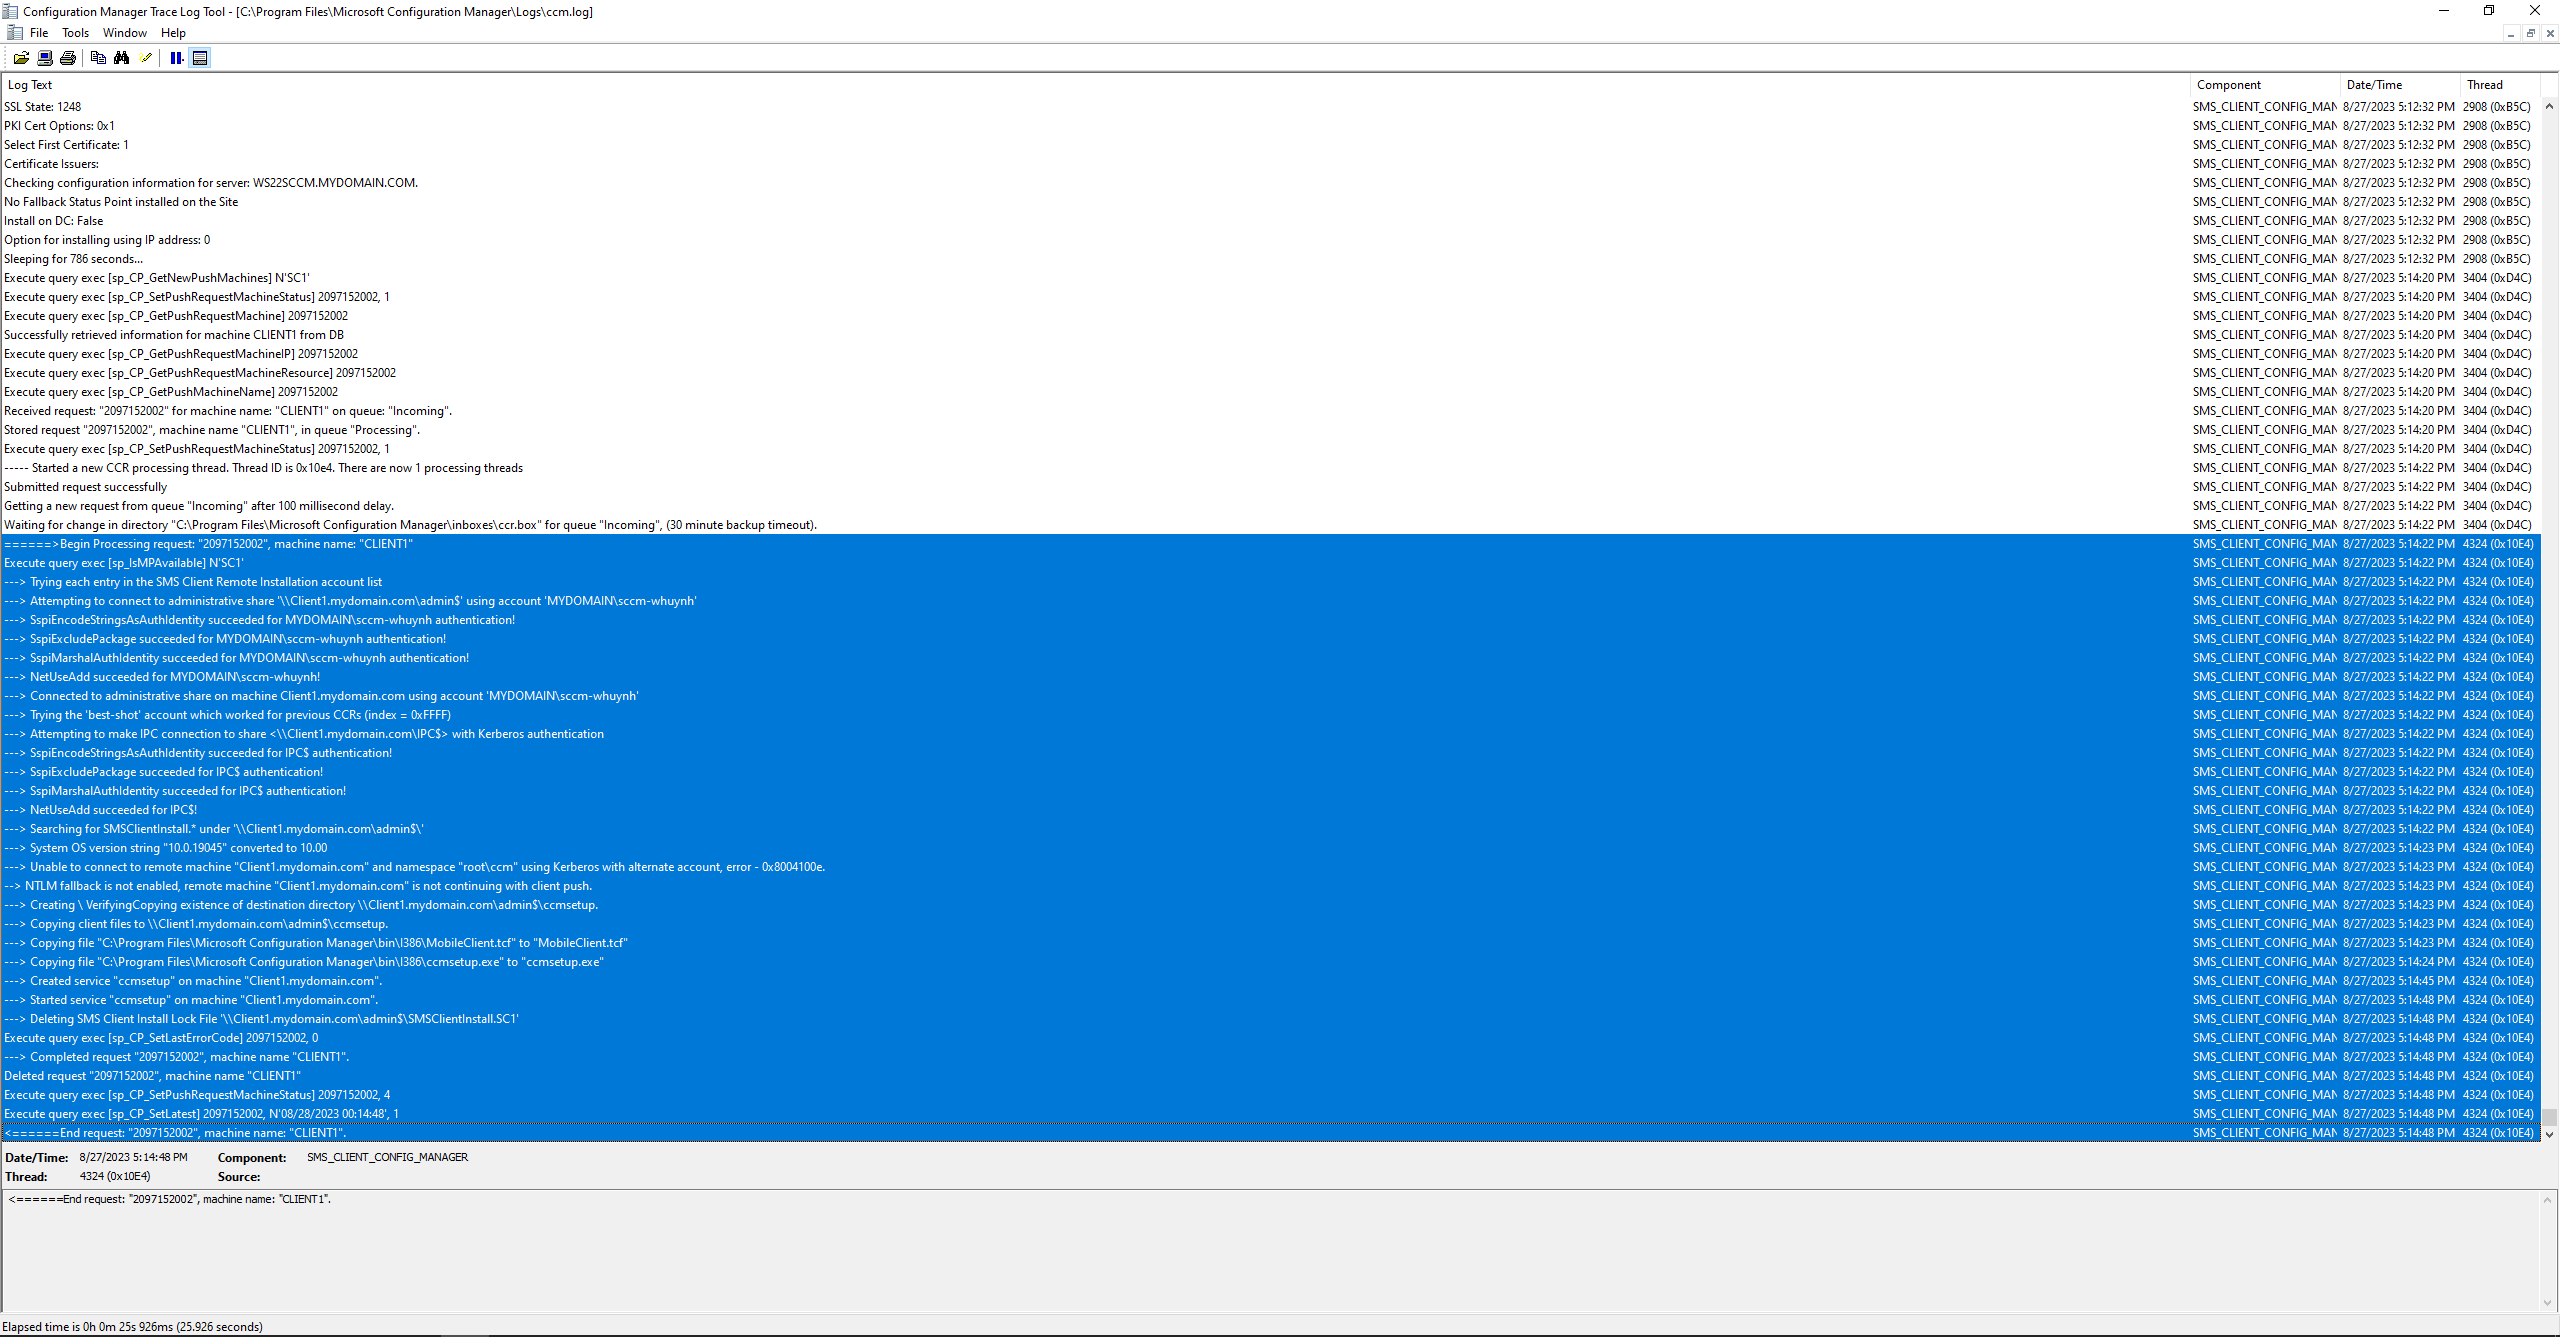 Configuration Manager Trace Log Tool - [C:\Program Files\Microsoft Configuration Manager\Logs\ccm.log]
File Tools Window Help
Log Text Component Date/Time Thread
SSL State: 1248 SMS_CLIENT_CONFIG_MAN 8/27/2023 5:12:32 PM 2908 (0xB5C)
PKI Cert Options: 0x1 SMS_CLIENT_CONFIG_MAN 8/27/2023 5:12:32 PM 2908 (0xB5C)
Select First Certificate: 1 SMS_CLIENT_CONFIG_MAN 8/27/2023 5:12:32 PM 2908 (0xB5C)
Certificate Issuers: SMS_CLIENT_CONFIG_MAN 8/27/2023 5:12:32 PM 2908 (0xB5C)
Checking configuration information for server: WS22SCCM.MYDOMAIN.COM. SMS_CLIENT_CONFIG_MAN 8/27/2023 5:12:32 PM 2908 (0xB5C)
No Fallback Status Point installed on the Site SMS_CLIENT_CONFIG_MAN 8/27/2023 5:12:32 PM 2908 (0xB5C)
Install on DC: False SMS_CLIENT_CONFIG_MAN 8/27/2023 5:12:32 PM 2908 (0xB5C)
Option for installing using IP address: 0 SMS_CLIENT_CONFIG_MAN 8/27/2023 5:12:32 PM 2908 (0xB5C)
Sleeping for 786 seconds... SMS_CLIENT_CONFIG_MAN 8/27/2023 5:12:32 PM 2908 (0xB5C)
Execute query exec [sp_CP_GetNewPushMachines] N'SC1' SMS_CLIENT_CONFIG_MAN 8/27/2023 5:14:20 PM 3404 (0xD4C)
Execute query exec [sp_CP_SetPushRequestMachineStatus] 2097152002, 1 SMS_CLIENT_CONFIG_MAN 8/27/2023 5:14:20 PM 3404 (0xD4C)
Execute query exec [sp_CP_GetPushRequestMachine] 2097152002 SMS_CLIENT_CONFIG_MAN 8/27/2023 5:14:20 PM 3404 (0xD4C)
Successfully retrieved information for machine CLIENT1 from DB SMS_CLIENT_CONFIG_MAN 8/27/2023 5:14:20 PM 3404 (0xD4C)
Execute query exec [sp_CP_GetPushRequestMachineIP] 2097152002 SMS_CLIENT_CONFIG_MAN 8/27/2023 5:14:20 PM 3404 (0xD4C)
Execute query exec [sp_CP_GetPushRequestMachineResource] 2097152002 SMS_CLIENT_CONFIG_MAN 8/27/2023 5:14:20 PM 3404 (0xD4C)
Execute query exec [sp_CP_GetPushMachineName] 2097152002 SMS_CLIENT_CONFIG_MAN 8/27/2023 5:14:20 PM 3404 (0xD4C)
Received request: "2097152002" for machine name: "CLIENT1" on queue: "Incoming". SMS_CLIENT_CONFIG_MAN 8/27/2023 5:14:20 PM 3404 (0xD4C)
Stored request "2097152002", machine name "CLIENT1", in queue "Processing". SMS_CLIENT_CONFIG_MAN 8/27/2023 5:14:20 PM 3404 (0xD4C)
Execute query exec [sp_CP_SetPushRequestMachineStatus] 2097152002, 1 SMS_CLIENT_CONFIG_MAN 8/27/2023 5:14:20 PM 3404 (0xD4C)
----- Started a new CCR processing thread. Thread ID is 0x10e4. There are now 1 processing threads SMS_CLIENT_CONFIG_MAN 8/27/2023 5:14:22 PM 3404 (0xD4C)
Submitted request successfully SMS_CLIENT_CONFIG_MAN 8/27/2023 5:14:22 PM 3404 (0xD4C)
Getting a new request from queue "Incoming" after 100 millisecond delay. SMS_CLIENT_CONFIG_MAN 8/27/2023 5:14:22 PM 3404 (0xD4C)
Waiting for change in directory "C:\Program Files\Microsoft Configuration Manager\inboxes\ccr.box" for queue "Incoming", (30 minute backup timeout). SMS_CLIENT_CONFIG_MAN 8/27/2023 5:14:22 PM 3404 (0xD4C)
======>Begin Processing request: "2097152002", machine name: "CLIENT1" SMS_CLIENT_CONFIG_MAN 8/27/2023 5:14:22 PM 4324 (0x10E4)
Execute query exec [sp_IsMPAvailable] N'SC1' SMS_CLIENT_CONFIG_MAN 8/27/2023 5:14:22 PM 4324 (0x10E4)
---> Trying each entry in the SMS Client Remote Installation account list SMS_CLIENT_CONFIG_MAN 8/27/2023 5:14:22 PM 4324 (0x10E4)
---> Attempting to connect to administrative share '\\Client1.mydomain.com\admin$' using account 'MYDOMAIN\sccm-whuynh' SMS_CLIENT_CONFIG_MAN 8/27/2023 5:14:22 PM 4324 (0x10E4)
---> SspiEncodeStringsAsAuthIdentity succeeded for MYDOMAIN\sccm-whuynh authentication! SMS_CLIENT_CONFIG_MAN 8/27/2023 5:14:22 PM 4324 (0x10E4)
---> SspiExcludePackage succeeded for MYDOMAIN\sccm-whuynh authentication! SMS_CLIENT_CONFIG_MAN 8/27/2023 5:14:22 PM 4324 (0x10E4)
---> SspiMarshalAuthIdentity succeeded for MYDOMAIN\sccm-whuynh authentication! SMS_CLIENT_CONFIG_MAN 8/27/2023 5:14:22 PM 4324 (0x10E4)
---> NetUseAdd succeeded for MYDOMAIN\sccm-whuynh! SMS_CLIENT_CONFIG_MAN 8/27/2023 5:14:22 PM 4324 (0x10E4)
---> Connected to administrative share on machine Client1.mydomain.com using account 'MYDOMAIN\sccm-whuynh' SMS_CLIENT_CONFIG_MAN 8/27/2023 5:14:22 PM 4324 (0x10E4)
---> Trying the 'best-shot' account which worked for previous CCRs (index = 0xFFFF) SMS_CLIENT_CONFIG_MAN 8/27/2023 5:14:22 PM 4324 (0x10E4)
---> Attempting to make IPC connection to share <\\Client1.mydomain.com\IPC$> with Kerberos authentication SMS_CLIENT_CONFIG_MAN 8/27/2023 5:14:22 PM 4324 (0x10E4)
---> SspiEncodeStringsAsAuthIdentity succeeded for IPC$ authentication! SMS_CLIENT_CONFIG_MAN 8/27/2023 5:14:22 PM 4324 (0x10E4)
---> SspiExcludePackage succeeded for IPC$ authentication! SMS_CLIENT_CONFIG_MAN 8/27/2023 5:14:22 PM 4324 (0x10E4)
---> SspiMarshalAuthIdentity succeeded for IPC$ authentication! SMS_CLIENT_CONFIG_MAN 8/27/2023 5:14:22 PM 4324 (0x10E4)
---> NetUseAdd succeeded for IPC$! SMS_CLIENT_CONFIG_MAN 8/27/2023 5:14:22 PM 4324 (0x10E4)
---> Searching for SMSClientInstall.* under '\\Client1.mydomain.com\admin$\' SMS_CLIENT_CONFIG_MAN 8/27/2023 5:14:22 PM 4324 (0x10E4)
---> System OS version string "10.0.19045" converted to 10.00 SMS_CLIENT_CONFIG_MAN 8/27/2023 5:14:23 PM 4324 (0x10E4)
---> Unable to connect to remote machine "Client1.mydomain.com" and namespace "root\ccm" using Kerberos with alternate account, error - 0x8004100e. SMS_CLIENT_CONFIG_MAN 8/27/2023 5:14:23 PM 4324 (0x10E4)
--> NTLM fallback is not enabled, remote machine "Client1.mydomain.com" is not continuing with client push. SMS_CLIENT_CONFIG_MAN 8/27/2023 5:14:23 PM 4324 (0x10E4)
---> Creating \ VerifyingCopying existence of destination directory \\Client1.mydomain.com\admin$\ccmsetup. SMS_CLIENT_CONFIG_MAN 8/27/2023 5:14:23 PM 4324 (0x10E4)
---> Copying client files to \\Client1.mydomain.com\admin$\ccmsetup. SMS_CLIENT_CONFIG_MAN 8/27/2023 5:14:23 PM 4324 (0x10E4)
---> Copying file "C:\Program Files\Microsoft Configuration Manager\bin\I386\MobileClient.tcf" to "MobileClient.tcf" SMS_CLIENT_CONFIG_MAN 8/27/2023 5:14:23 PM 4324 (0x10E4)
---> Copying file "C:\Program Files\Microsoft Configuration Manager\bin\I386\ccmsetup.exe" to "ccmsetup.exe" SMS_CLIENT_CONFIG_MAN 8/27/2023 5:14:24 PM 4324 (0x10E4)
---> Created service "ccmsetup" on machine "Client1.mydomain.com". SMS_CLIENT_CONFIG_MAN 8/27/2023 5:14:45 PM 4324 (0x10E4)
---> Started service "ccmsetup" on machine "Client1.mydomain.com". SMS_CLIENT_CONFIG_MAN 8/27/2023 5:14:48 PM 4324 (0x10E4)
---> Deleting SMS Client Install Lock File '\\Client1.mydomain.com\admin$\SMSClientInstall.SC1' SMS_CLIENT_CONFIG_MAN 8/27/2023 5:14:48 PM 4324 (0x10E4)
Execute query exec [sp_CP_SetLastErrorCode] 2097152002, 0 SMS_CLIENT_CONFIG_MAN 8/27/2023 5:14:48 PM 4324 (0x10E4)
---> Completed request "2097152002", machine name "CLIENT1". SMS_CLIENT_CONFIG_MAN 8/27/2023 5:14:48 PM 4324 (0x10E4)
Deleted request "2097152002", machine name "CLIENT1" SMS_CLIENT_CONFIG_MAN 8/27/2023 5:14:48 PM 4324 (0x10E4)
Execute query exec [sp_CP_SetPushRequestMachineStatus] 2097152002, 4 SMS_CLIENT_CONFIG_MAN 8/27/2023 5:14:48 PM 4324 (0x10E4)
Execute query exec [sp_CP_SetLatest] 2097152002, N'08/28/2023 00:14:48', 1 SMS_CLIENT_CONFIG_MAN 8/27/2023 5:14:48 PM 4324 (0x10E4)
<======End request: "2097152002", machine name: "CLIENT1". SMS_CLIENT_CONFIG_MAN 8/27/2023 5:14:48 PM 4324 (0x10E4)
Date/Time: 8/27/2023 5:14:48 PM Component: SMS_CLIENT_CONFIG_MANAGER
Thread: 4324 (0x10E4) Source:
<======End request: "2097152002", machine name: "CLIENT1".
Elapsed time is 0h 0m 25s 926ms (25.926 seconds)